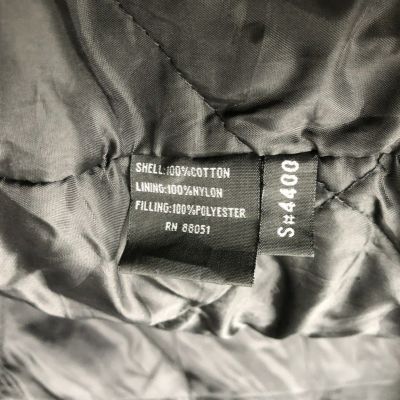 SHELL:100%COTTON
LINING:100%NYLON
FILLING:100%POLYESTER
RN 88051
S#4400